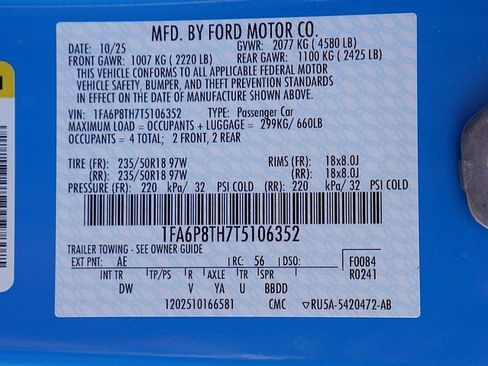 MFD. BY FORD MOTOR CO.
DATE: 10/25 GVWR: 2077 KG ( 4580 LB)
FRONT GAWR: 1007 KG ( 2220 LB) REAR GAWR: 1100 KG ( 2425 LB)
THIS VEHICLE CONFORMS TO ALL APPLICABLE FEDERAL MOTOR
VEHICLE SAFETY, BUMPER, AND THEFT PREVENTION STANDARDS
IN EFFECT ON THE DATE OF MANUFACTURE SHOWN ABOVE.
VIN: 1FA6P8TH7T5106352 TYPE: Passenger Car
MAXIMUM LOAD = OCCUPANTS + LUGGAGE = 299KG/ 660LB
OCCUPANTS = 4 TOTAL; 2 FRONT, 2 REAR
TIRE (FR): 235/50R18 97W RIMS (FR): 18x8.0J
(RR): 235/50R18 97W (RR): 18x8.0J
PRESSURE (FR): 220 kPa/ 32 PSI COLD (RR): 220 kPa/ 32 PSI COLD
1FA6P8TH7T5106352
TRAILER TOWING - SEE OWNER GUIDE
EXT PNT: AE RC: 56 DSO: F0084
R0241
INT TR TP/PS R AXLE TR SPR
DW V YA U BBDD
1202510166581 CMC ▽RU5A-5420472-AB